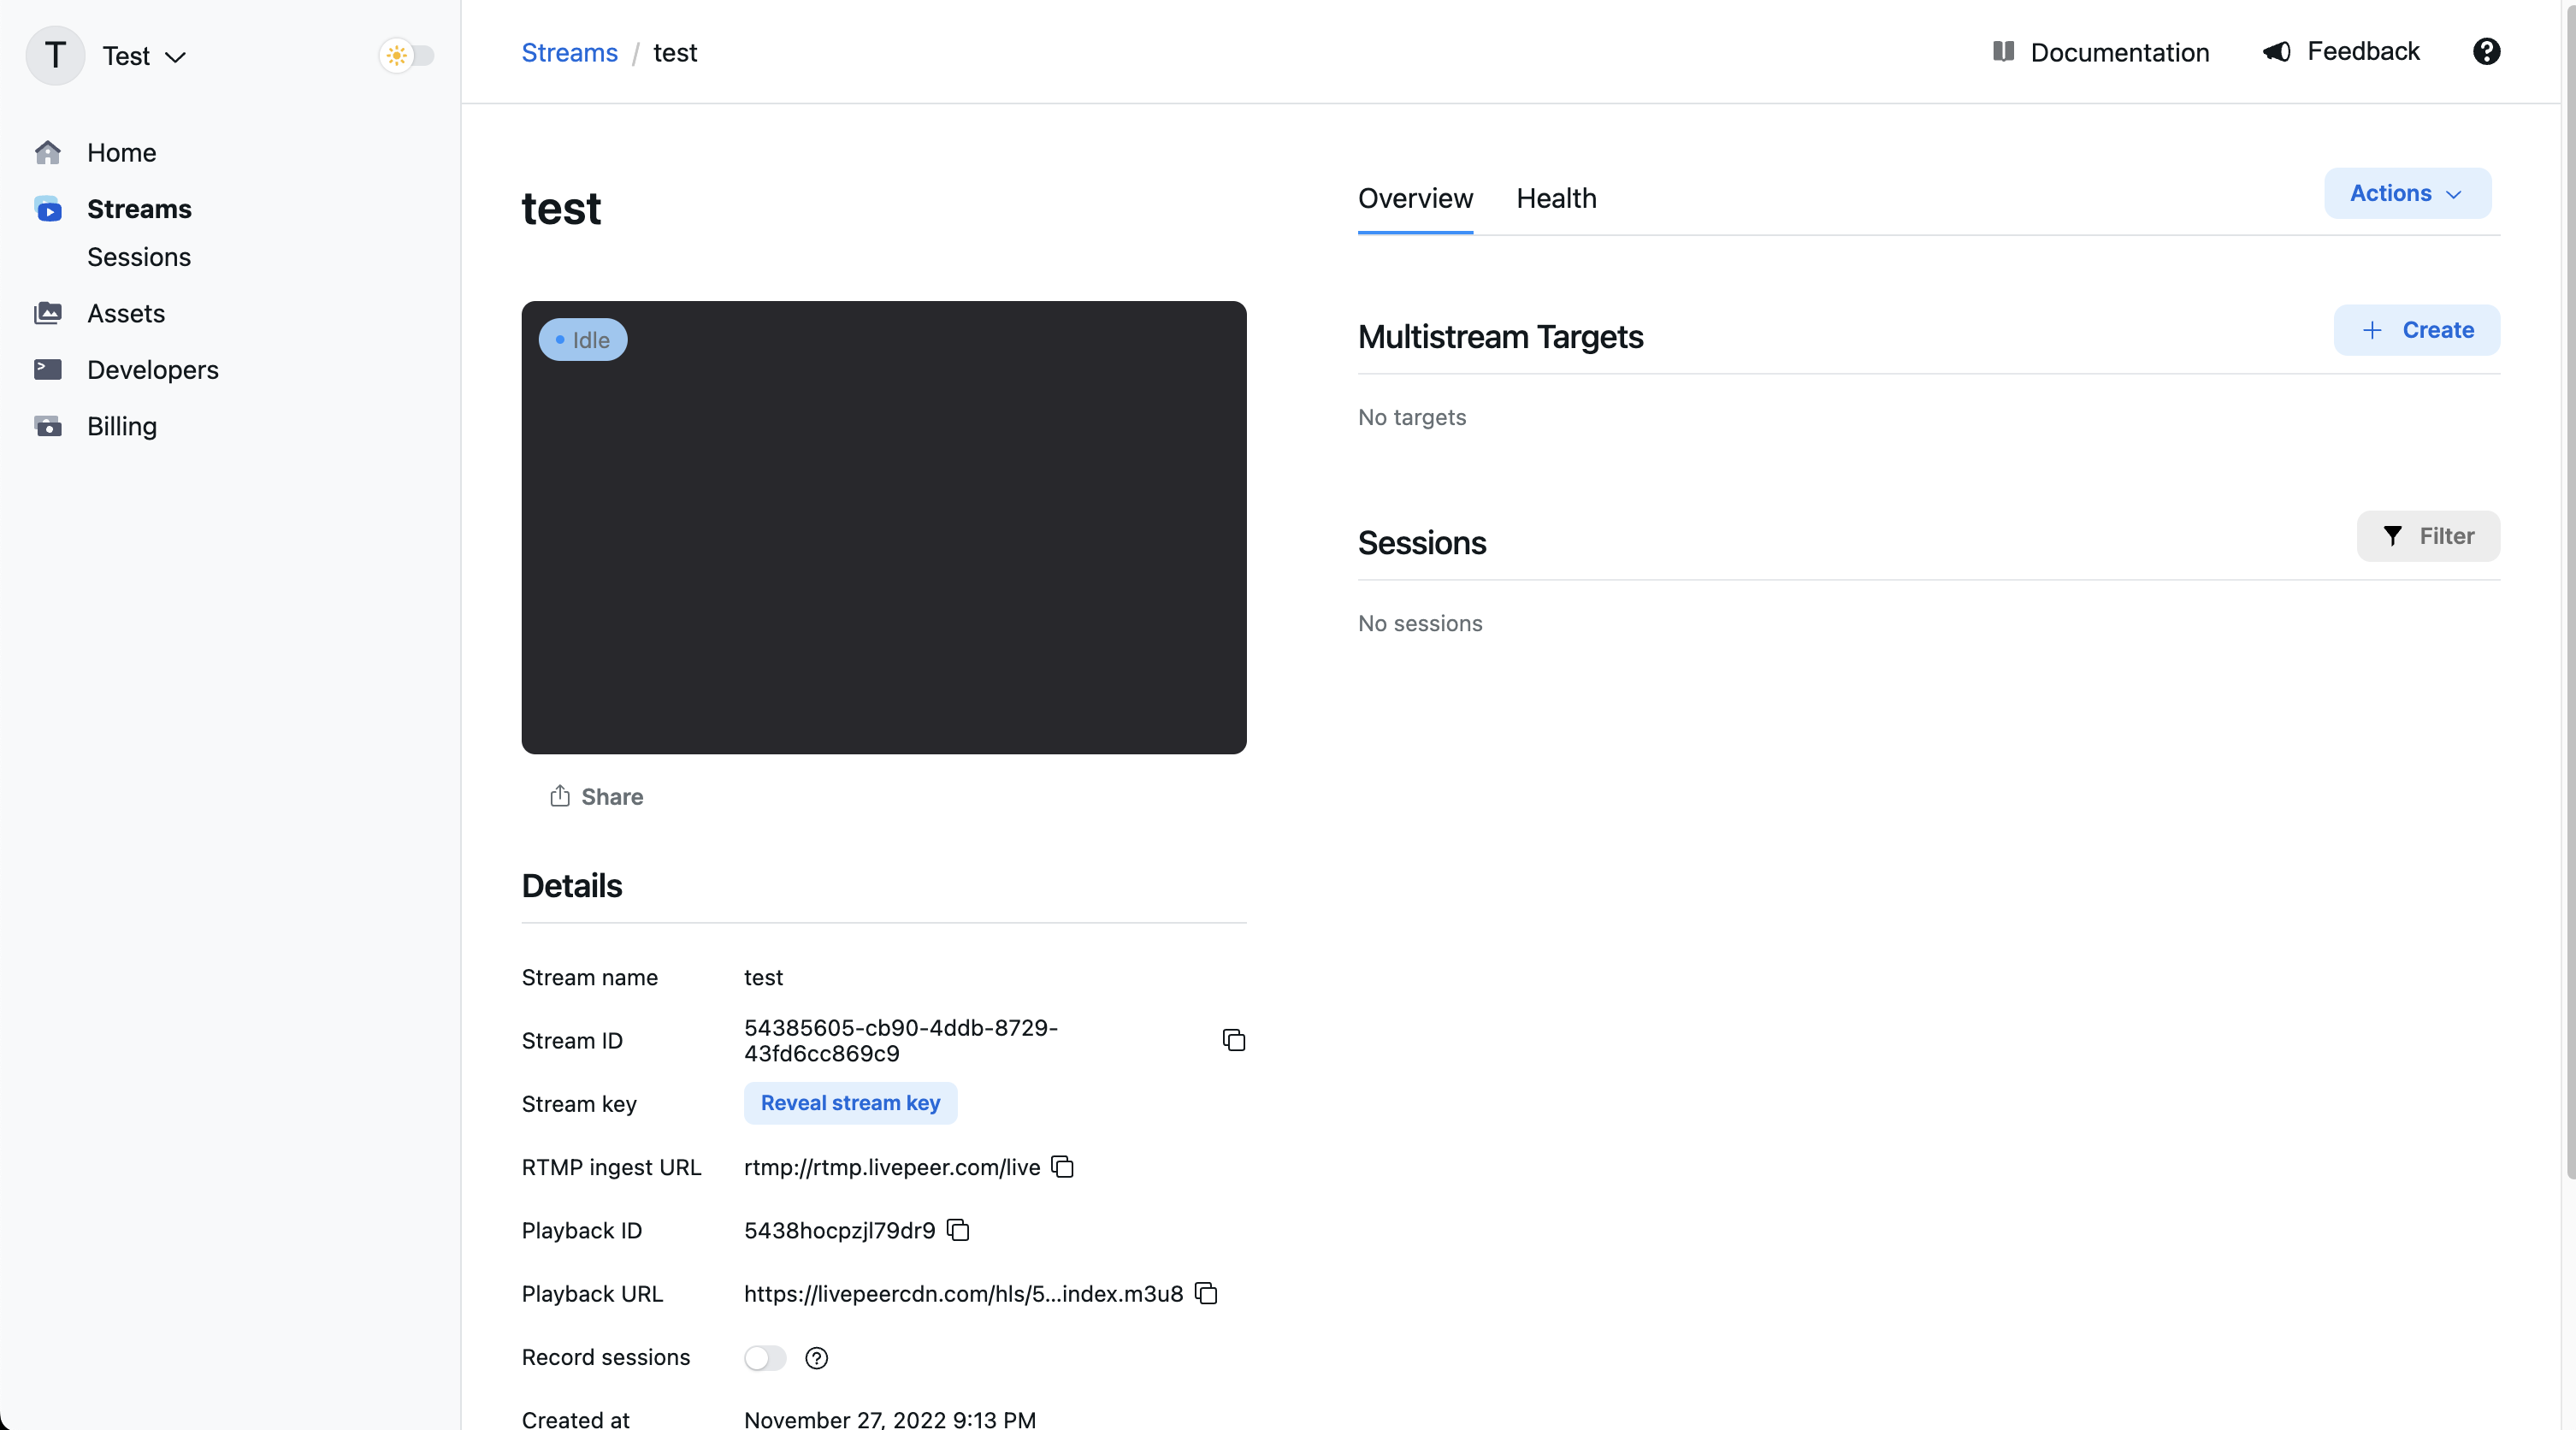 T Test
Home
Streams
Sessions
Assets
Developers
Billing
Streams / test
Documentation
Feedback
test
Idle
Share
Details
Stream name test
Stream ID 54385605-cb90-4ddb-8729-
43fd6cc869c9
Stream key Reveal stream key
RTMP ingest URL rtmp://rtmp.livepeer.com/live
Playback ID 5438hocpzjl79dr9
Playback URL https://livepeercdn.com/hls/5...index.m3u8
Record sessions
Created at November 27, 2022 9:13 PM
Overview Health
Actions
Multistream Targets
Create
No targets
Sessions
Filter
No sessions